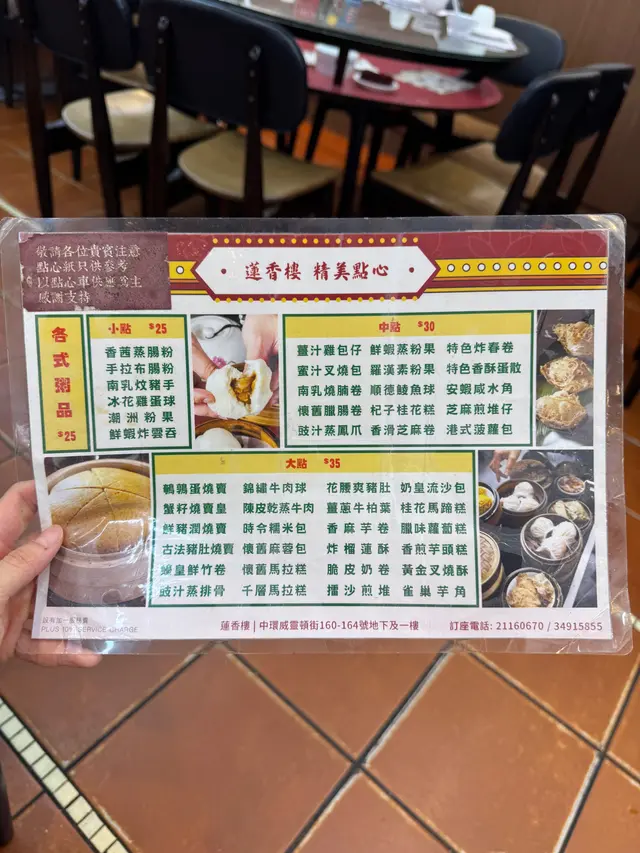 敬請各位貴賓注意
點心紙只供參考
以點心車供應為主
感謝支持
蓮香樓 精美點心
各式粥品
$25
小點 $25
香茜蒸腸粉
手拉布腸粉
南乳炆豬手
冰花雞蛋球
潮洲粉果
鮮蝦炸雲吞
中點 $30
薑汁雞包仔 鮮蝦蒸粉果 特色炸春卷
蜜汁叉燒包 羅漢素粉果 特色香酥蛋散
南乳燒腩卷 順德鯪魚球 安蝦咸水角
懷舊臘腸卷 杞子桂花糕 芝麻煎堆仔
豉汁蒸鳳爪 香滑芝麻卷 港式菠蘿包
大點 $35
鵪鶉蛋燒賣 錦繡牛肉球 花膠爽豬肚 奶皇流沙包
蟹籽燒賣皇 陳皮乾蒸牛肉 薑蔥牛柏葉 桂花馬蹄糕
鮮豬潤燒賣 時令糯米包 香麻芋卷 臘味蘿蔔糕
古法豬肚燒賣 懷舊麻蓉包 炸榴蓮酥 香煎芋頭糕
蠔皇鮮竹卷 懷舊馬拉糕 脆皮奶卷 黃金叉燒酥
豉汁蒸排骨 千層馬拉糕 擂沙煎堆 雀巢芋角
以有加一服務費
PLUS 10% SERVICE CHARGE
蓮香樓 | 中環威靈頓街160-164號地下及一樓
訂座電話: 21160670 / 34915855